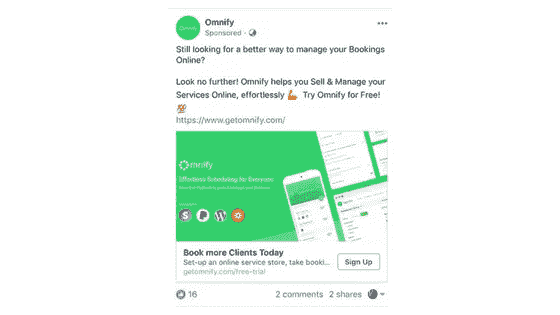 Omnify
Sponsored ·
Still looking for a better way to manage your Bookings
Online?
Look no further! Omnify helps you Sell & Manage your
Services Online, effortlessly 💪 Try Omnify for Free!
💯
https://www.getomnify.com/
omnify
Effortless Scheduling for Everyone
Book more Clients Today
Set-up an online service store, take booki...
getomnify.com/free-trial
Sign Up
16
2 comments 2 shares